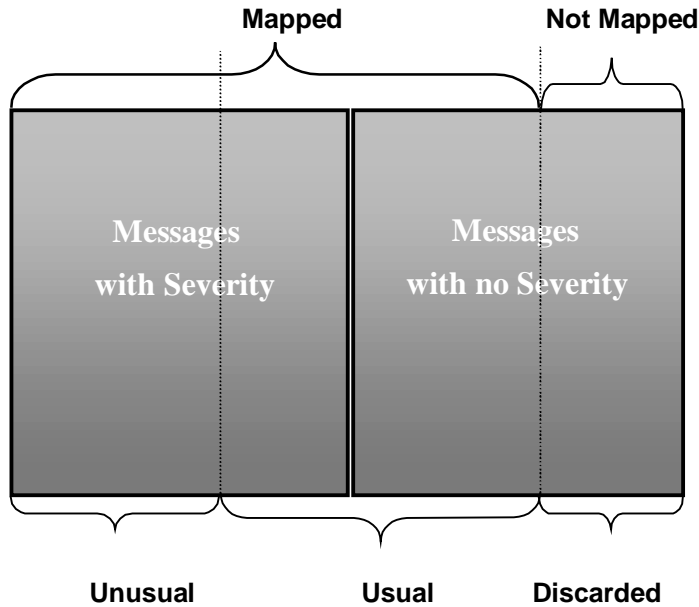 Mapped
Not Mapped
Messages
with Severity
Messages
with no Severity
Unusual
Usual
Discarded